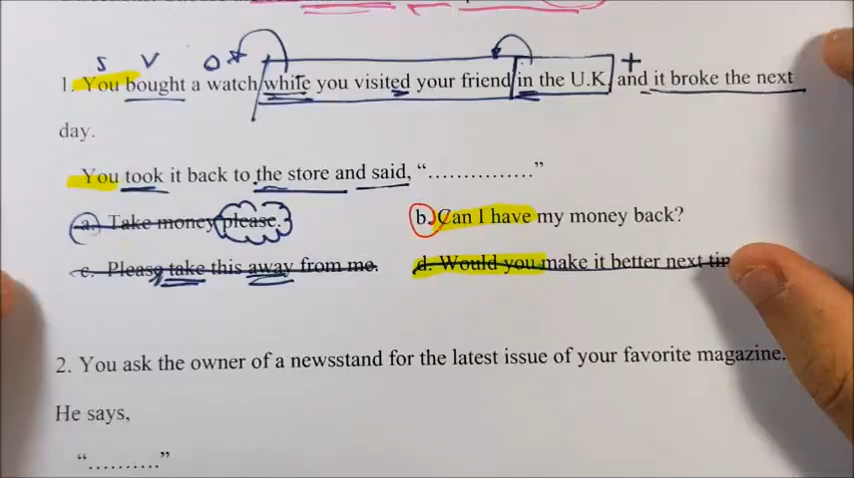 S V O
+
1. You bought a watch while you visited your friend in the U.K and it broke the next
day.
You took it back to the store and said, “……………”
a. Take money please. b. Can I have my money back?
c. Please take this away from me. d. Would you make it better next
2. You ask the owner of a newsstand for the latest issue of your favorite magazine.
He says,
“……….”